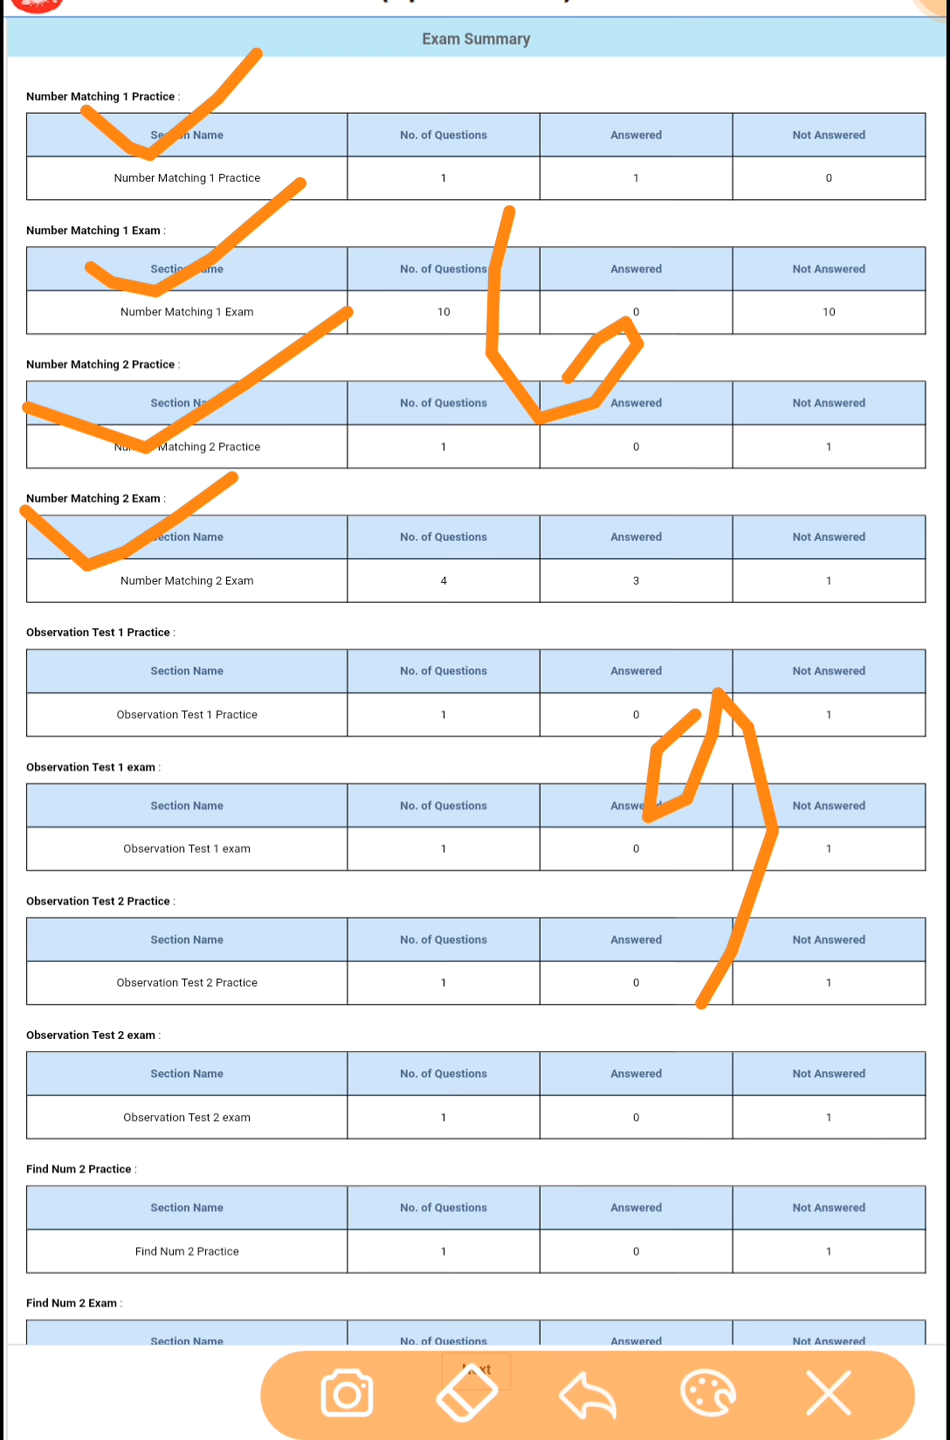 Exam Summary
Number Matching 1 Practice :
Section Name No. of Questions Answered Not Answered
Number Matching 1 Practice 1 1 0
Number Matching 1 Exam :
Section Name No. of Questions Answered Not Answered
Number Matching 1 Exam 10 0 10
Number Matching 2 Practice :
Section Name No. of Questions Answered Not Answered
Number Matching 2 Practice 1 0 1
Number Matching 2 Exam :
Section Name No. of Questions Answered Not Answered
Number Matching 2 Exam 4 3 1
Observation Test 1 Practice :
Section Name No. of Questions Answered Not Answered
Observation Test 1 Practice 1 0 1
Observation Test 1 exam :
Section Name No. of Questions Answered Not Answered
Observation Test 1 exam 1 0 1
Observation Test 2 Practice :
Section Name No. of Questions Answered Not Answered
Observation Test 2 Practice 1 0 1
Observation Test 2 exam :
Section Name No. of Questions Answered Not Answered
Observation Test 2 exam 1 0 1
Find Num 2 Practice :
Section Name No. of Questions Answered Not Answered
Find Num 2 Practice 1 0 1
Find Num 2 Exam :
Section Name No. of Questions Answered Not Answered
Next